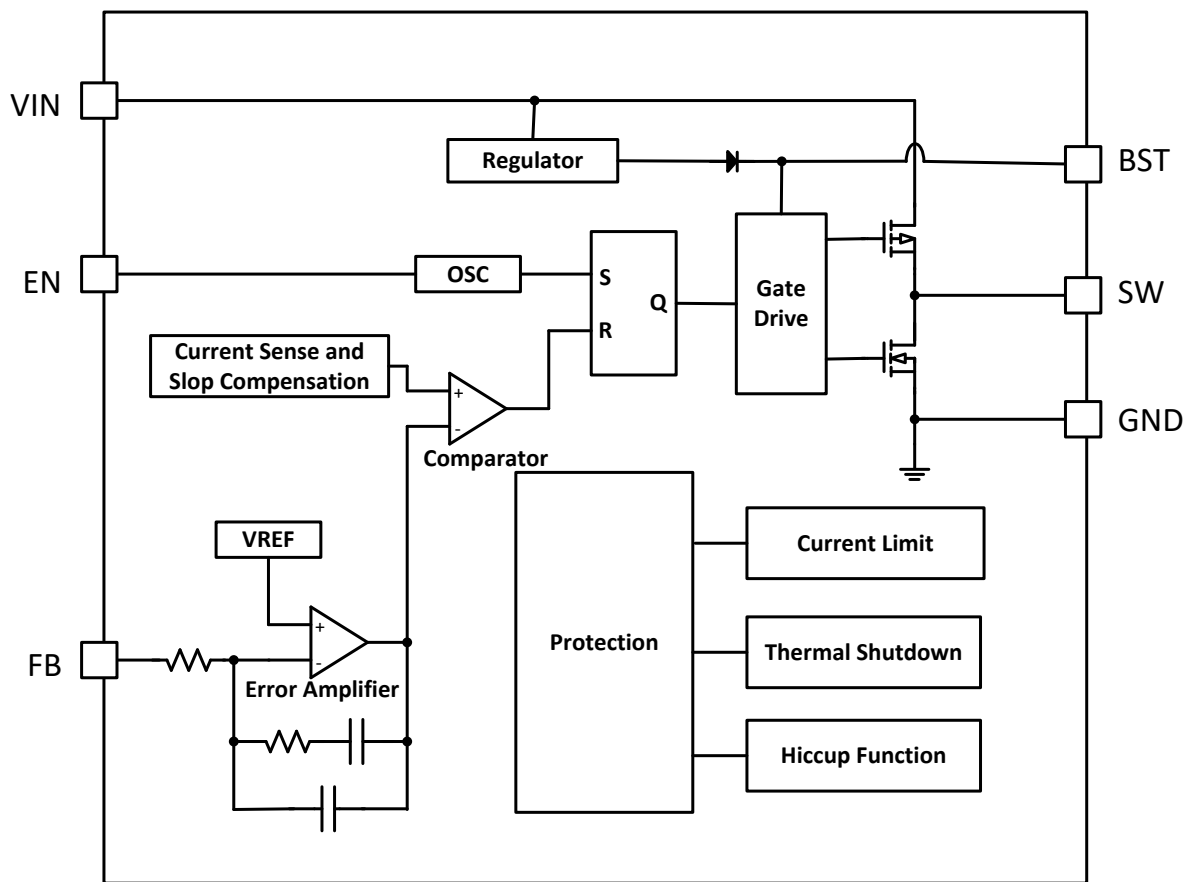 VIN
Regulator
BST
EN
OSC
S
Q
R
Gate
Drive
SW
Current Sense and
Slop Compensation
+
-
Comparator
GND
VREF
Current Limit
+
-
Error Amplifier
FB
Protection
Thermal Shutdown
Hiccup Function